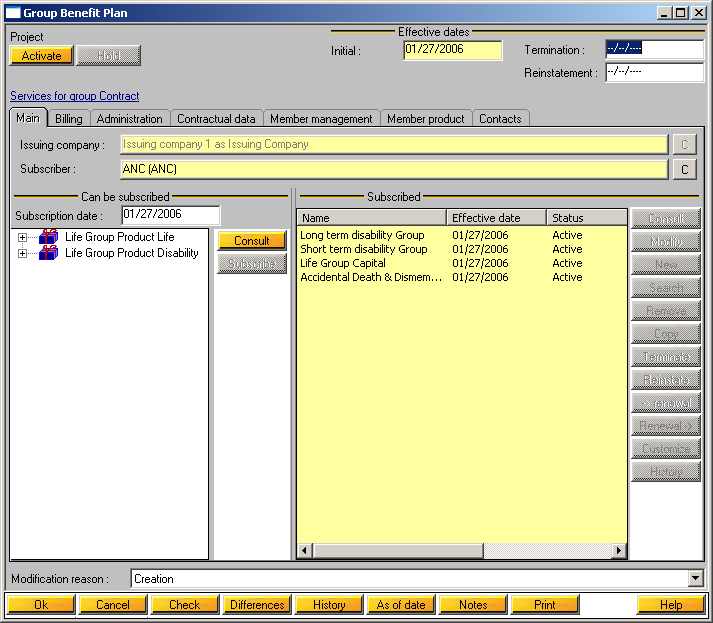 Group Benefit Plan
Project
Activate
Hold
Effective dates
Initial :
01/27/2006
Termination :
--/--/----
Reinstatement :
--/--/----
Services for group Contract
Main
Billing
Administration
Contractual data
Member management
Member product
Contacts
Issuing company :
Issuing company 1 as Issuing Company
C
Subscriber :
ANC (ANC)
C
Can be subscribed
Subscription date :
01/27/2006
Life Group Product Life
Life Group Product Disability
Consult
Subscribe
Subscribed
Name Effective date Status
Long term disability Group 01/27/2006 Active
Short term disability Group 01/27/2006 Active
Life Group Capital 01/27/2006 Active
Accidental Death & Dismem... 01/27/2006 Active
Consult
Modify
New
Search
Remove
Copy
Terminate
Reinstate
<- renewal
Renewal ->
Customize
History
Modification reason :
Creation
Ok
Cancel
Check
Differences
History
As of date
Notes
Print
Help